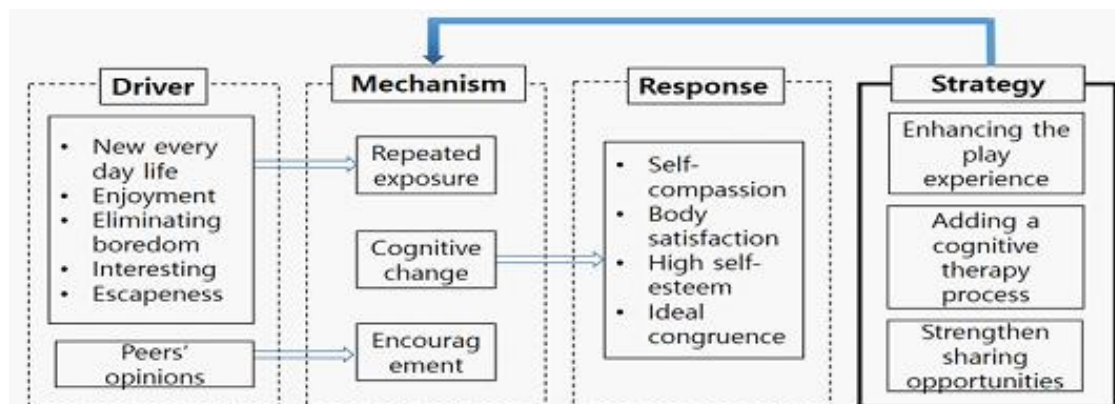 Driver
• New every
day life
• Enjoyment
• Eliminating
boredom
• Interesting
• Escapeness
Peers'
opinions
Mechanism
Repeated
exposure
Cognitive
change
Encourag
ement
Response
• Self-
compassion
• Body
satisfaction
• High self-
esteem
• Ideal
congruence
Strategy
Enhancing the
play
experience
Adding a
cognitive
therapy
process
Strengthen
sharing
opportunities